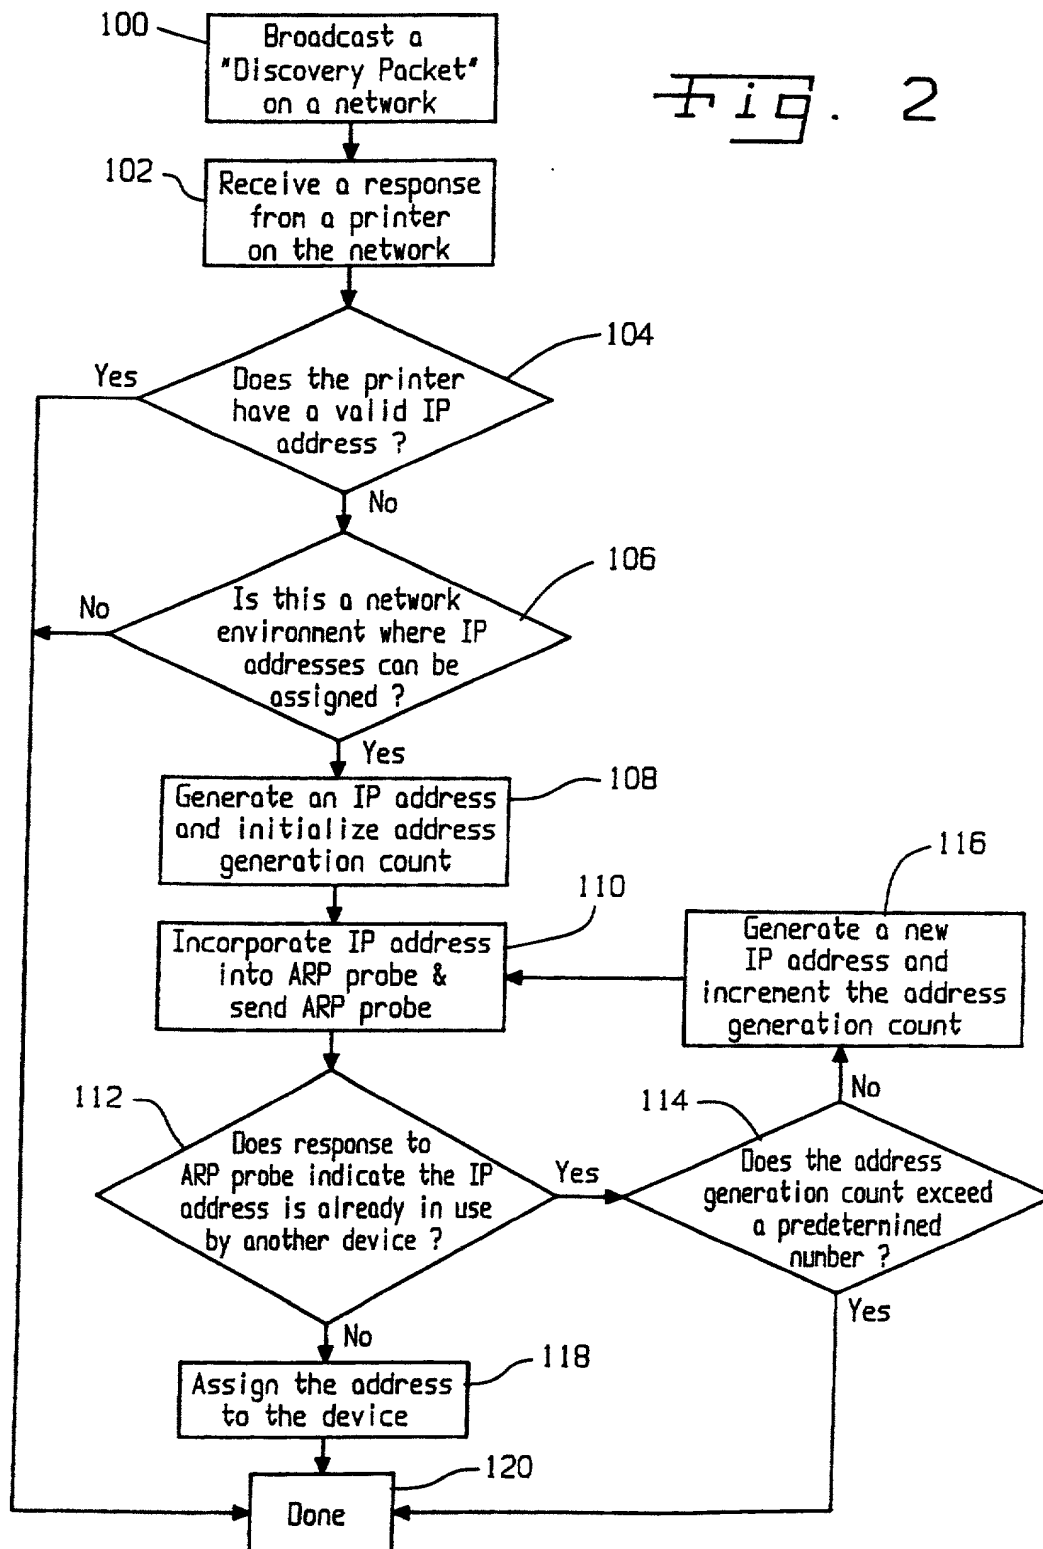 100
Broadcast a
"Discovery Packet"
on a network
Fig. 2
102
Receive a response
from a printer
on the network
104
Yes
Does the printer
have a valid IP
address ?
No
106
No
Is this a network
environment where IP
addresses can be
assigned ?
Yes
108
Generate an IP address
and initialize address
generation count
110
Incorporate IP address
into ARP probe &
send ARP probe
116
Generate a new
IP address and
increment the address
generation count
112
Does response to
ARP probe indicate the IP
address is already in use
by another device ?
Yes
No
114
Does the address
generation count exceed
a predetermined
number ?
Yes
No
118
Assign the address
to the device
120
Done